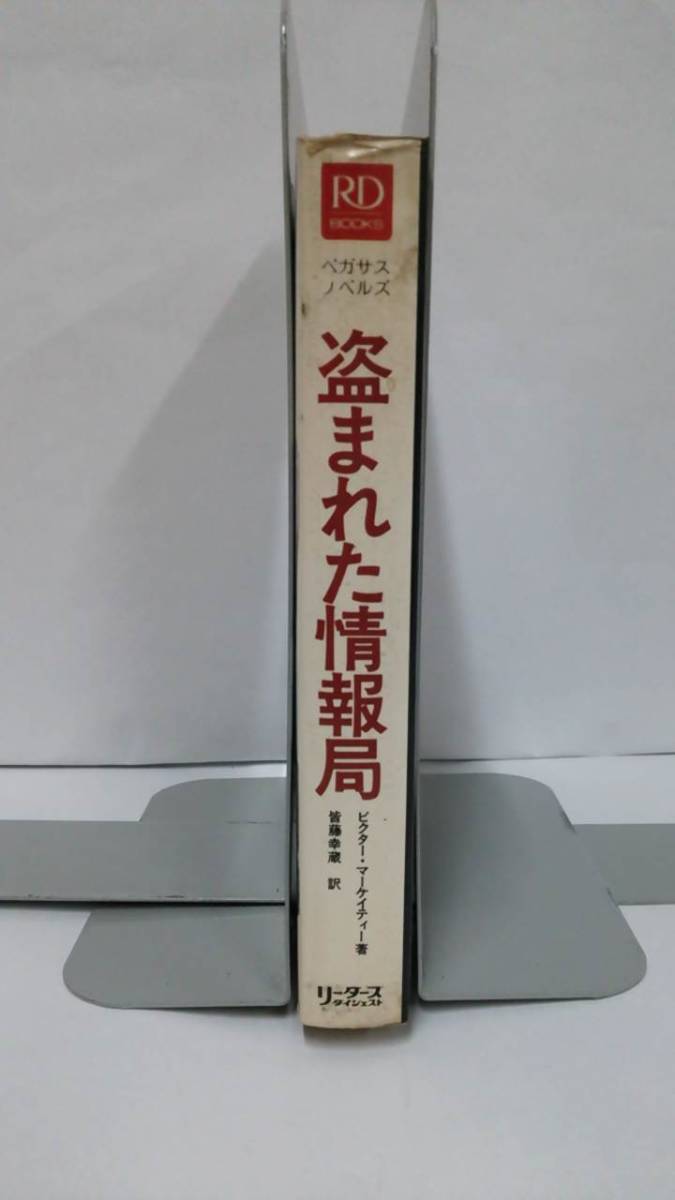 RD
BOOKS
ペガサス
ノベルズ
盗まれた情報局
ビクター・マーケイティー著
皆藤幸蔵 訳
リーダース
ダイジェスト